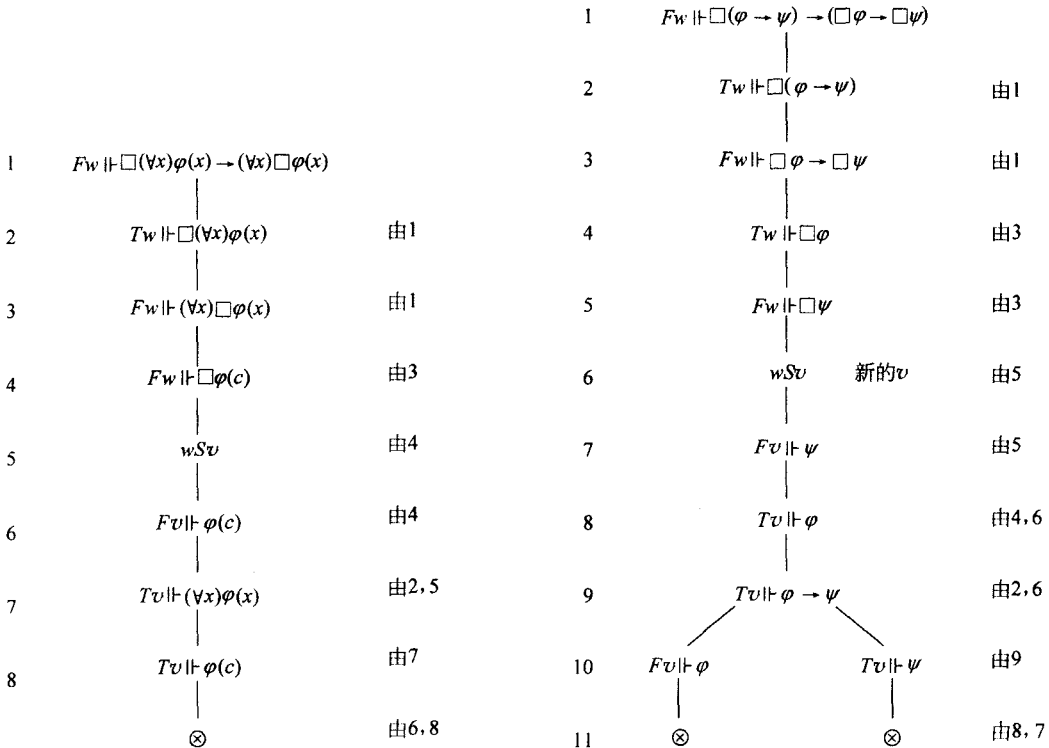 1 Fw⊩□(∀x)φ(x)→(∀x)□φ(x)
2 Tw⊩□(∀x)φ(x) 由1
3 Fw⊩(∀x)□φ(x) 由1
4 Fw⊩□φ(c) 由3
5 wSv 由4
6 Fv⊩φ(c) 由4
7 Tv⊩(∀x)φ(x) 由2,5
8 Tv⊩φ(c) 由7
⊗ 由6,8
1 Fw⊩□(φ→ψ)→(□φ→□ψ)
2 Tw⊩□(φ→ψ) 由1
3 Fw⊩□φ→□ψ 由1
4 Tw⊩□φ 由3
5 Fw⊩□ψ 由3
6 wSv 新的v 由5
7 Fv⊩ψ 由5
8 Tv⊩φ 由4,6
9 Tv⊩φ→ψ 由2,6
10 Fv⊩φ Tv⊩ψ 由9
11 ⊗ ⊗ 由8,7